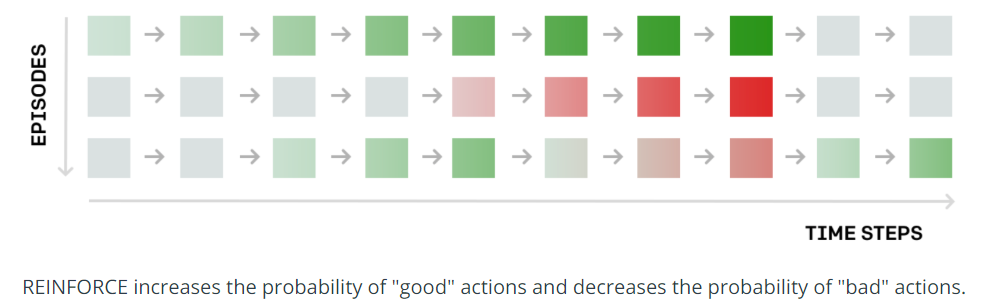 EPISODES
TIME STEPS
REINFORCE increases the probability of "good" actions and decreases the probability of "bad" actions.